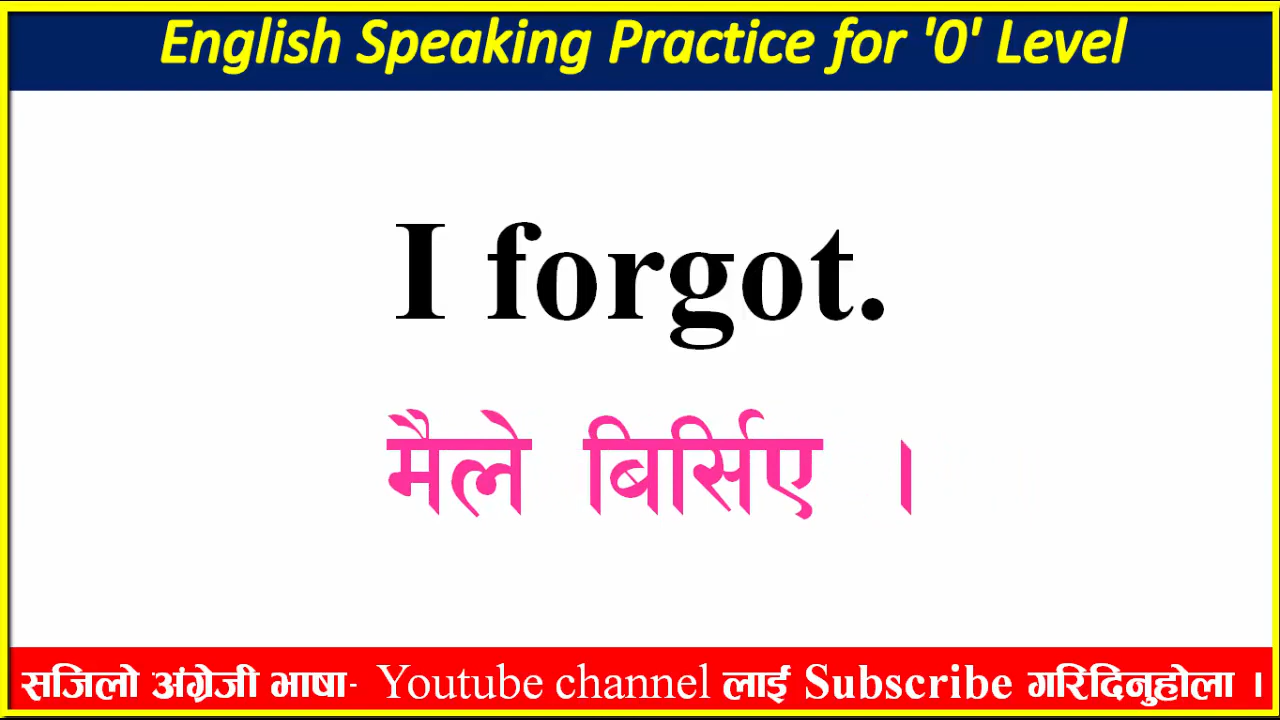 English Speaking Practice for '0' Level
I forgot.
मैले बिर्सिए ।
सजिलो अंग्रेजी भाषा- Youtube channel लाई Subscribe गरिदिनुहोला ।